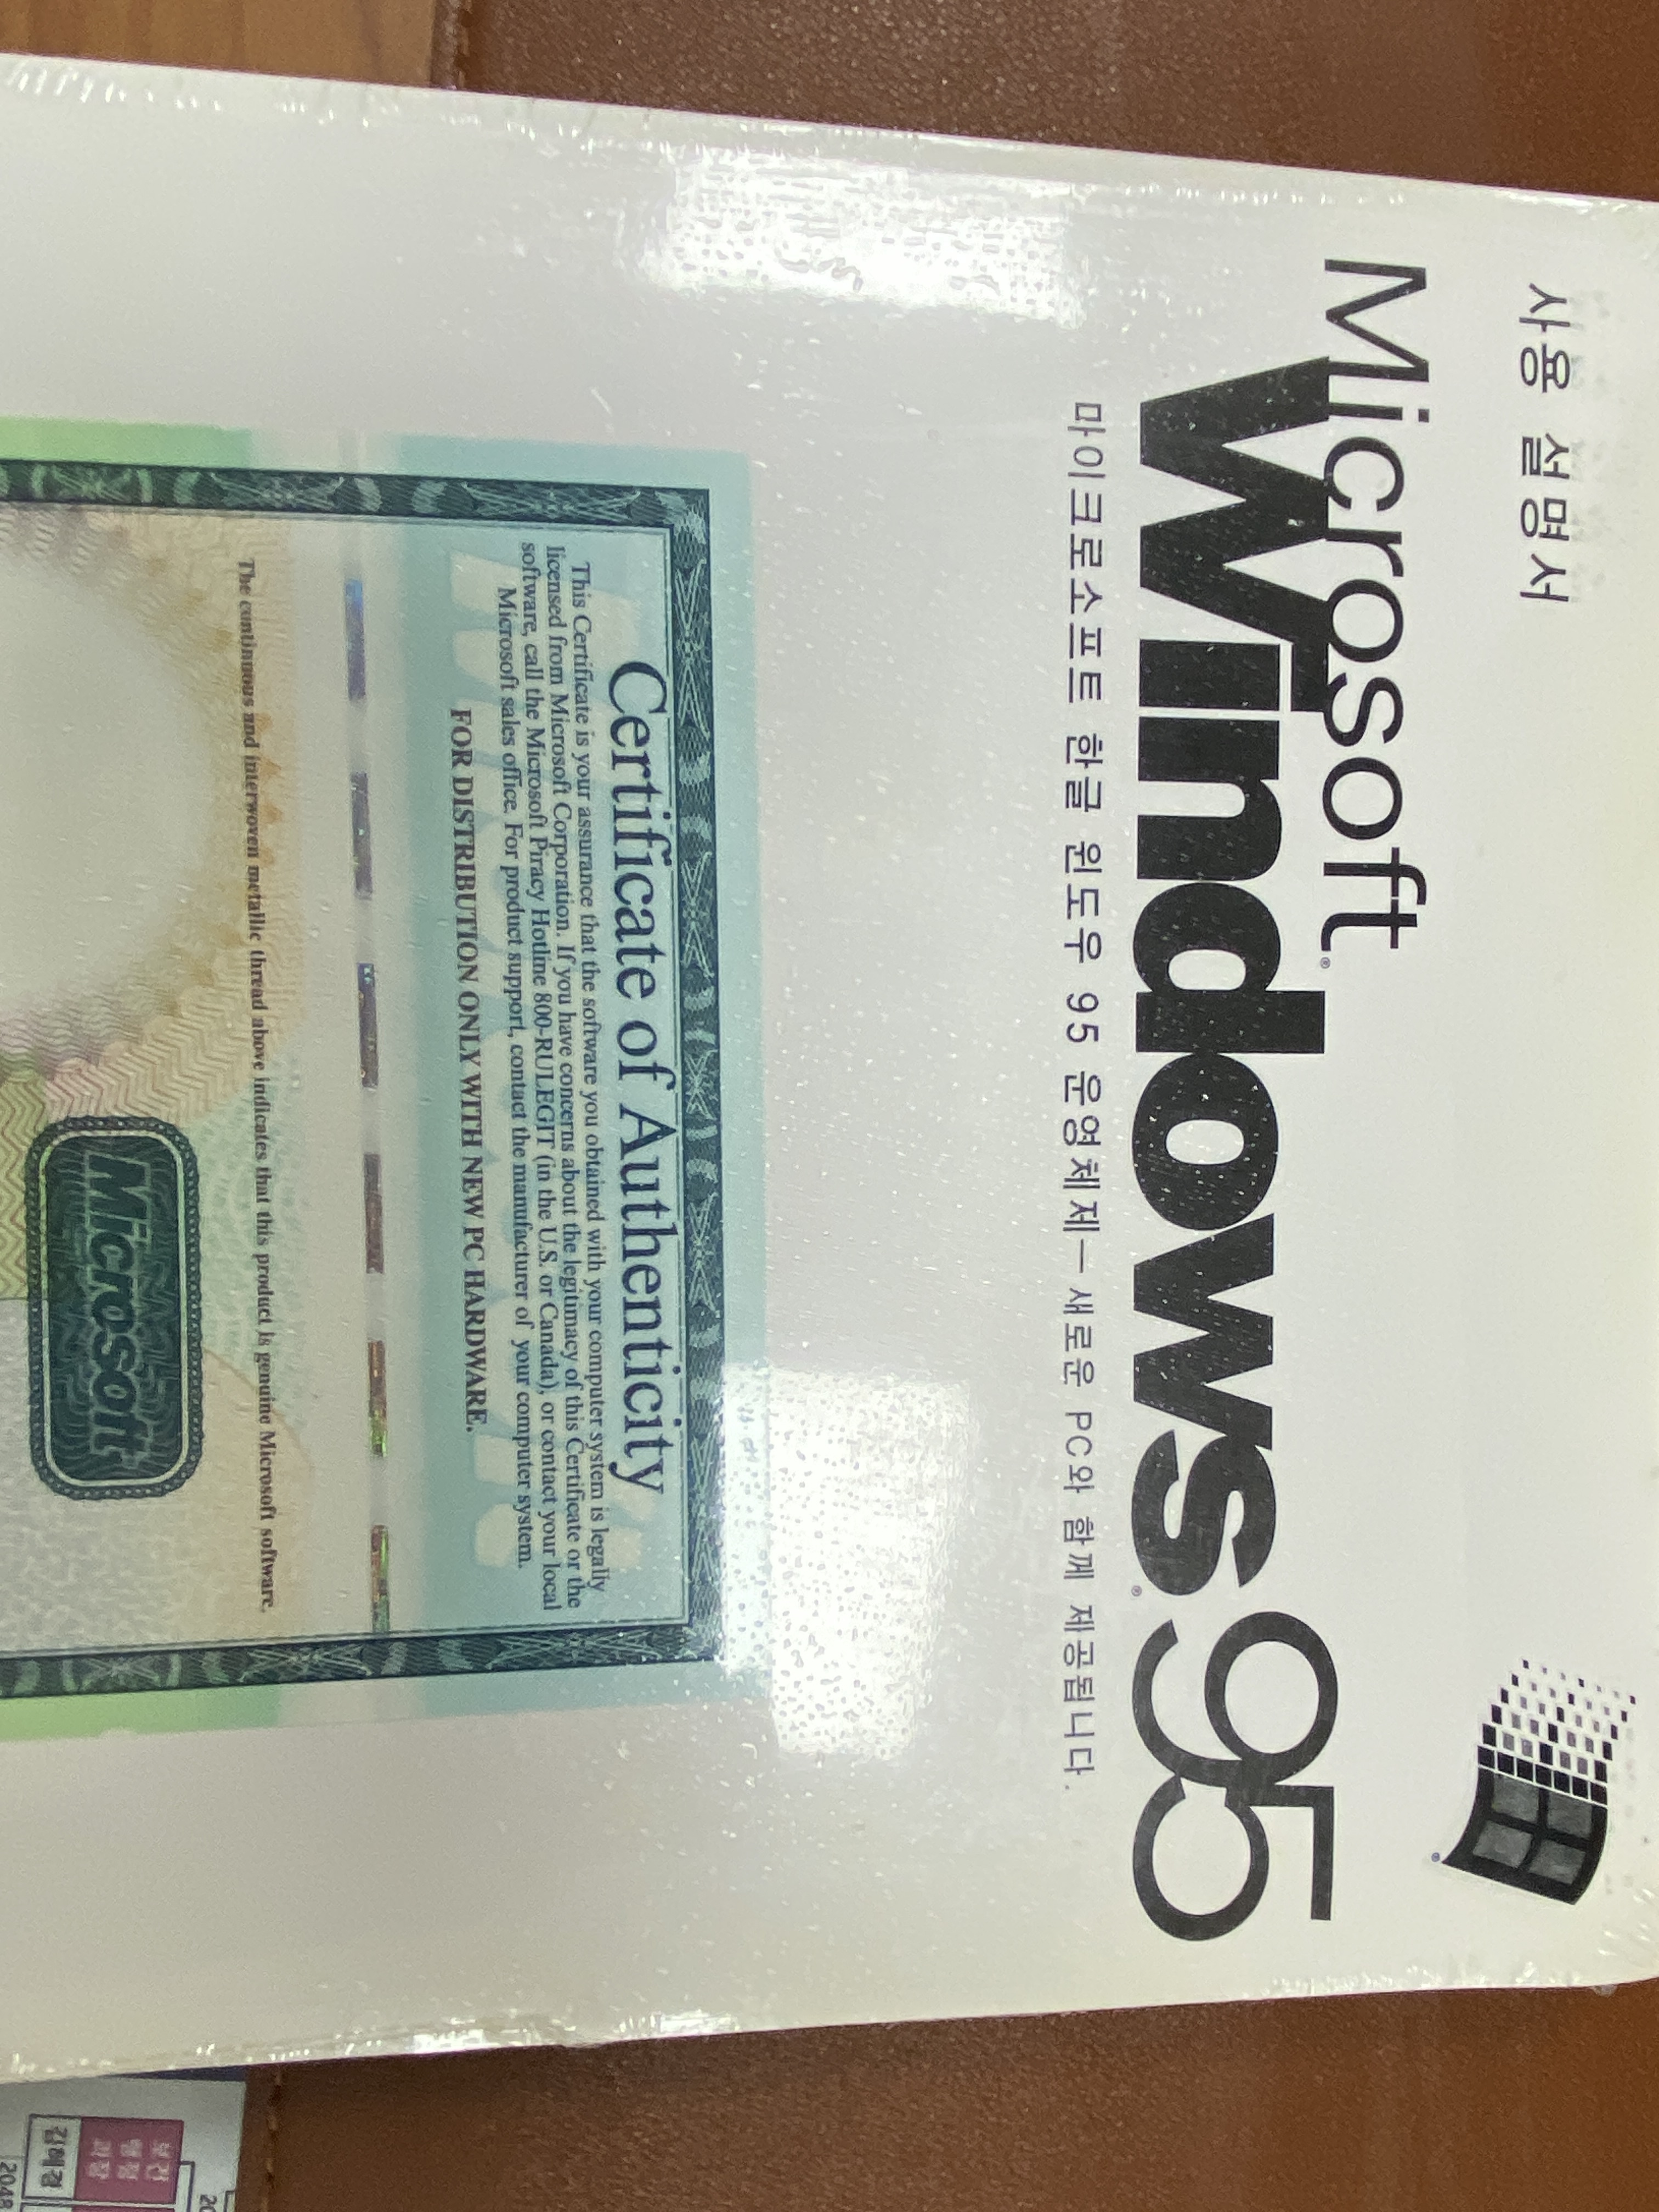 사용 설명서
Microsoft®
Windows® 95
마이크로소프트 한글 윈도우 95 운영체제— 새로운 PC와 함께 제공됩니다.
Certificate of Authenticity
This Certificate is your assurance that the software you obtained with your computer system is legally
licensed from Microsoft Corporation. If you have concerns about the legitimacy of this Certificate or the
software, call the Microsoft Piracy Hotline 800-RULEGIT (in the U.S. or Canada), or contact your local
Microsoft sales office. For product support, contact the manufacturer of your computer system.
FOR DISTRIBUTION ONLY WITH NEW PC HARDWARE.
The continuous and interwoven metallic thread above indicates that this product is genuine Microsoft software.
Microsoft
김혜경
2048